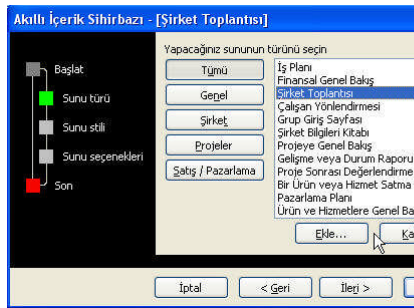 Akıllı İçerik Sihirbazı - [Şirket Toplantısı]
Yapacağınız sununun türünü seçin
Başlat
Sunu türü
Sunu stili
Sunu seçenekleri
Son
Tümü
Genel
Şirket
Projeler
Satış / Pazarlama
İş Planı
Finansal Genel Bakış
Şirket Toplantısı
Çalışan Yönlendirmesi
Grup Giriş Sayfası
Şirket Bilgileri Kitabı
Projeye Genel Bakış
Gelişme veya Durum Raporu
Proje Sonrası Değerlendirme
Bir Ürün veya Hizmet Satma
Pazarlama Planı
Ürün ve Hizmetlere Genel Ba
Ekle...
Ka
İptal
< Geri
İleri >